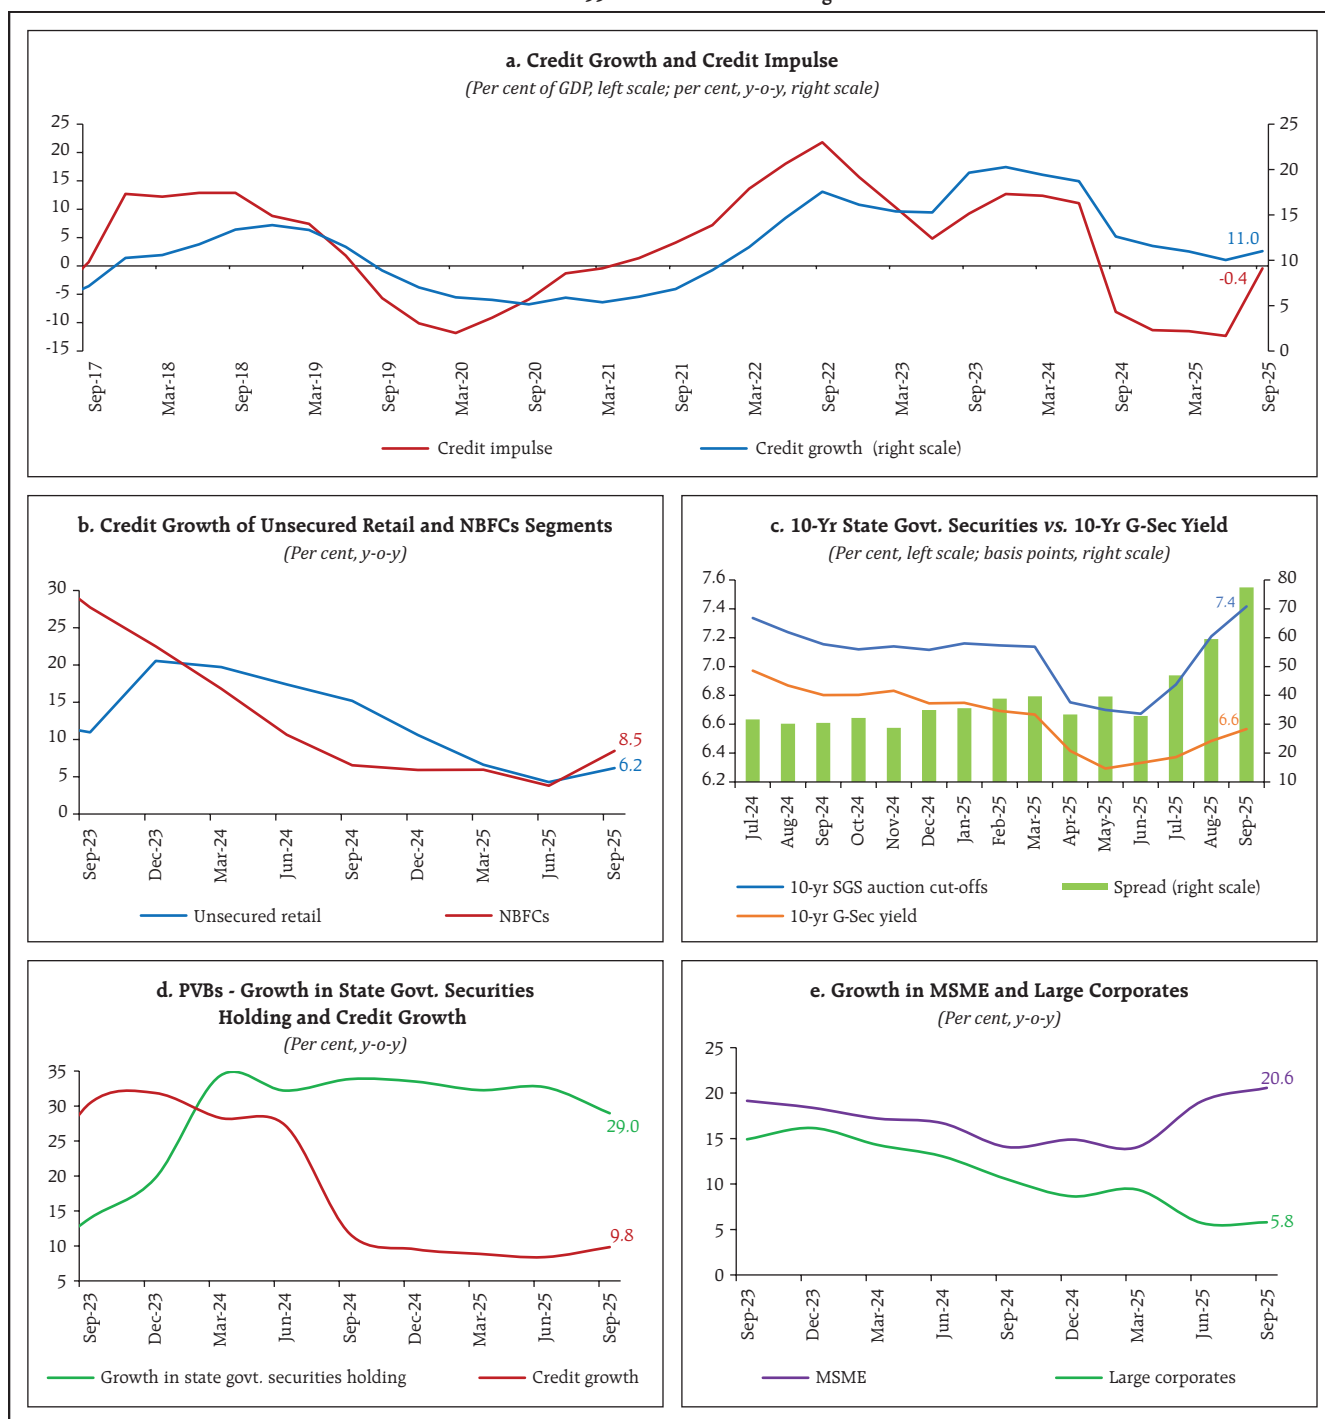 a. Credit Growth and Credit Impulse
(Per cent of GDP, left scale; per cent, y-o-y, right scale)
25
20
15
10
5
0
-5
-10
-15
25
20
15
10
5
0
11.0
-0.4
Sep-17
Mar-18
Sep-18
Mar-19
Sep-19
Mar-20
Sep-20
Mar-21
Sep-21
Mar-22
Sep-22
Mar-23
Sep-23
Mar-24
Sep-24
Mar-25
Sep-25
Credit impulse
Credit growth (right scale)
b. Credit Growth of Unsecured Retail and NBFCs Segments
(Per cent, y-o-y)
30
25
20
15
10
5
0
8.5
6.2
Sep-23
Dec-23
Mar-24
Jun-24
Sep-24
Dec-24
Mar-25
Jun-25
Sep-25
Unsecured retail
NBFCs
c. 10-Yr State Govt. Securities vs. 10-Yr G-Sec Yield
(Per cent, left scale; basis points, right scale)
7.6
7.4
7.2
7.0
6.8
6.6
6.4
6.2
80
70
60
50
40
30
20
10
7.4
6.6
Jul-24
Aug-24
Sep-24
Oct-24
Nov-24
Dec-24
Jan-25
Feb-25
Mar-25
Apr-25
May-25
Jun-25
Jul-25
Aug-25
Sep-25
10-yr SGS auction cut-offs
Spread (right scale)
10-yr G-Sec yield
d. PVBs - Growth in State Govt. Securities
Holding and Credit Growth
(Per cent, y-o-y)
35
30
25
20
15
10
5
29.0
9.8
Sep-23
Dec-23
Mar-24
Jun-24
Sep-24
Dec-24
Mar-25
Jun-25
Sep-25
Growth in state govt. securities holding
Credit growth
e. Growth in MSME and Large Corporates
(Per cent, y-o-y)
25
20
15
10
5
0
20.6
5.8
Sep-23
Dec-23
Mar-24
Jun-24
Sep-24
Dec-24
Mar-25
Jun-25
Sep-25
MSME
Large corporates